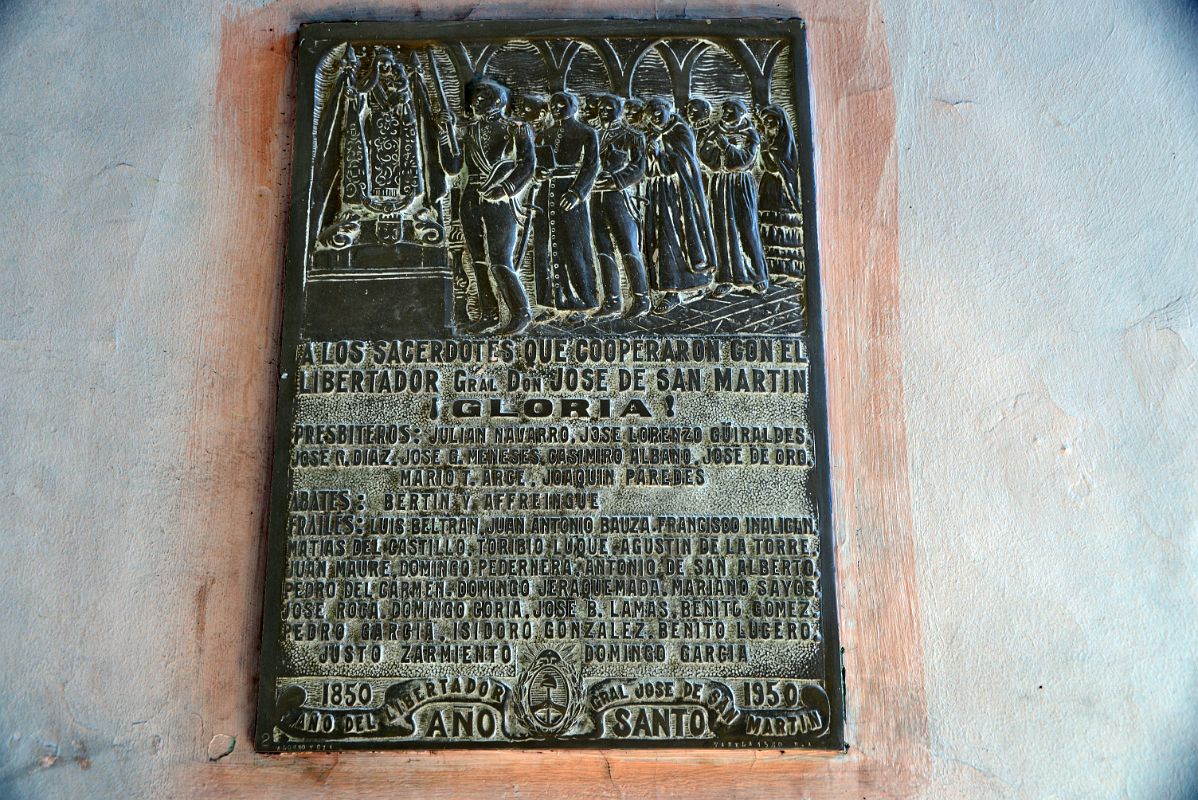 A LOS SACERDOTES QUE COOPERARON CON EL
LIBERTADOR GRAL DON JOSE DE SAN MARTIN
¡GLORIA!
PRESBITEROS: JULIAN NAVARRO, JOSE LORENZO GÜIRALDES,
JOSE R. DIAZ, JOSE G. MENESES, CASIMIRO ALBANO, JOSE DE ORO,
MARIO T. ARCE, JOAQUIN PAREDES
ABATES: BERTIN Y AFFREINGUE
FRAILES: LUIS BELTRAN, JUAN ANTONIO BAUZA, FRANCISCO INALICAN,
MATIAS DEL CASTILLO, TORIBIO LUQUE, AGUSTIN DE LA TORRE,
JUAN MAURE, DOMINGO PEDERNERA, ANTONIO DE SAN ALBERTO,
PEDRO DEL CARMEN, DOMINGO JERAQUEMADA, MARIANO SAYOS,
JOSE ROCA, DOMINGO CORIA, JOSE B. LAMAS, BENITO GOMEZ,
PEDRO GARCIA, ISIDORO GONZALEZ, BENITO LUCERO,
JUSTO ZARMIENTO DOMINGO GARCIA
1850 1950
AÑO DEL LIBERTADOR GRAL JOSE DE SAN MARTIN
AÑO SANTO